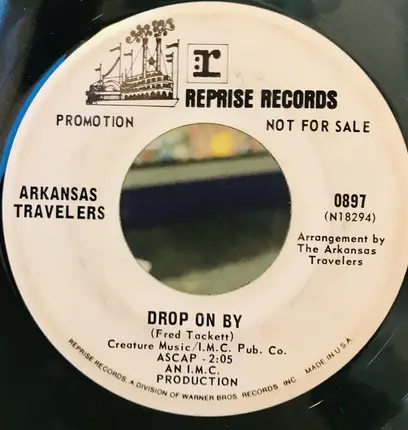 r
REPRISE RECORDS
PROMOTION
NOT FOR SALE
ARKANSAS
TRAVELERS
0897
(N18294)
Arrangement by
The Arkansas
Travelers
DROP ON BY
(Fred Tackett)
Creature Music/I.M.C. Pub. Co.
ASCAP - 2:05
AN I.M.C.
PRODUCTION
REPRISE RECORDS, A DIVISION OF WARNER BROS. RECORDS, INC. MADE IN U.S.A.